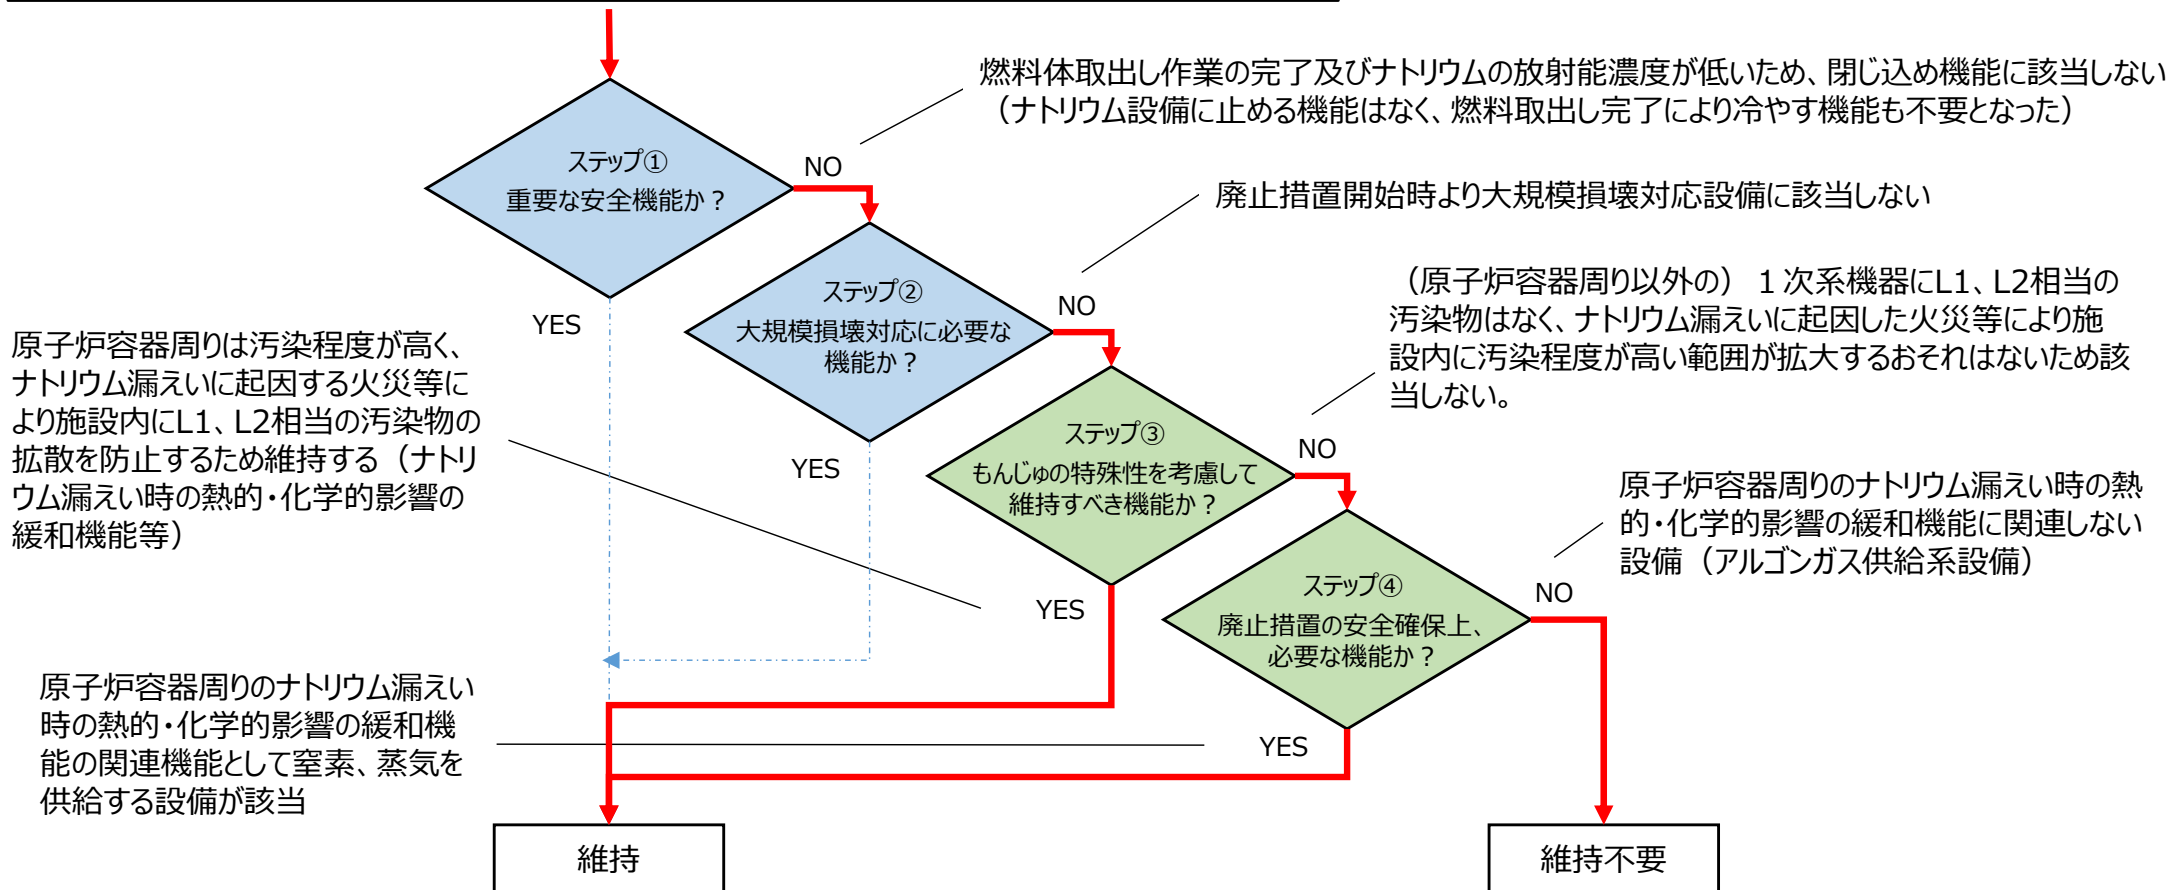 燃料体取出し作業の完了及びナトリウムの放射能濃度が低いため、閉じ込め機能に該当しない
（ナトリウム設備に止める機能はなく、燃料取出し完了により冷やす機能も不要となった）
ステップ①
重要な安全機能か？
NO
YES
廃止措置開始時より大規模損壊対応設備に該当しない
ステップ②
大規模損壊対応に必要な
機能か？
NO
YES
（原子炉容器周り以外の）１次系機器にL1、L2相当の
汚染物はなく、ナトリウム漏えいに起因した火災等により施
設内に汚染程度が高い範囲が拡大するおそれはないため該
当しない。
原子炉容器周りは汚染程度が高く、
ナトリウム漏えいに起因する火災等に
より施設内にL1、L2相当の汚染物の
拡散を防止するため維持する（ナトリ
ウム漏えい時の熱的・化学的影響の
緩和機能等）
ステップ③
もんじゅの特殊性を考慮して
維持すべき機能か？
NO
YES
原子炉容器周りのナトリウム漏えい時の熱
的・化学的影響の緩和機能に関連しない
設備（アルゴンガス供給系設備）
ステップ④
廃止措置の安全確保上、
必要な機能か？
NO
YES
原子炉容器周りのナトリウム漏えい
時の熱的・化学的影響の緩和機
能の関連機能として窒素、蒸気を
供給する設備が該当
維持
維持不要